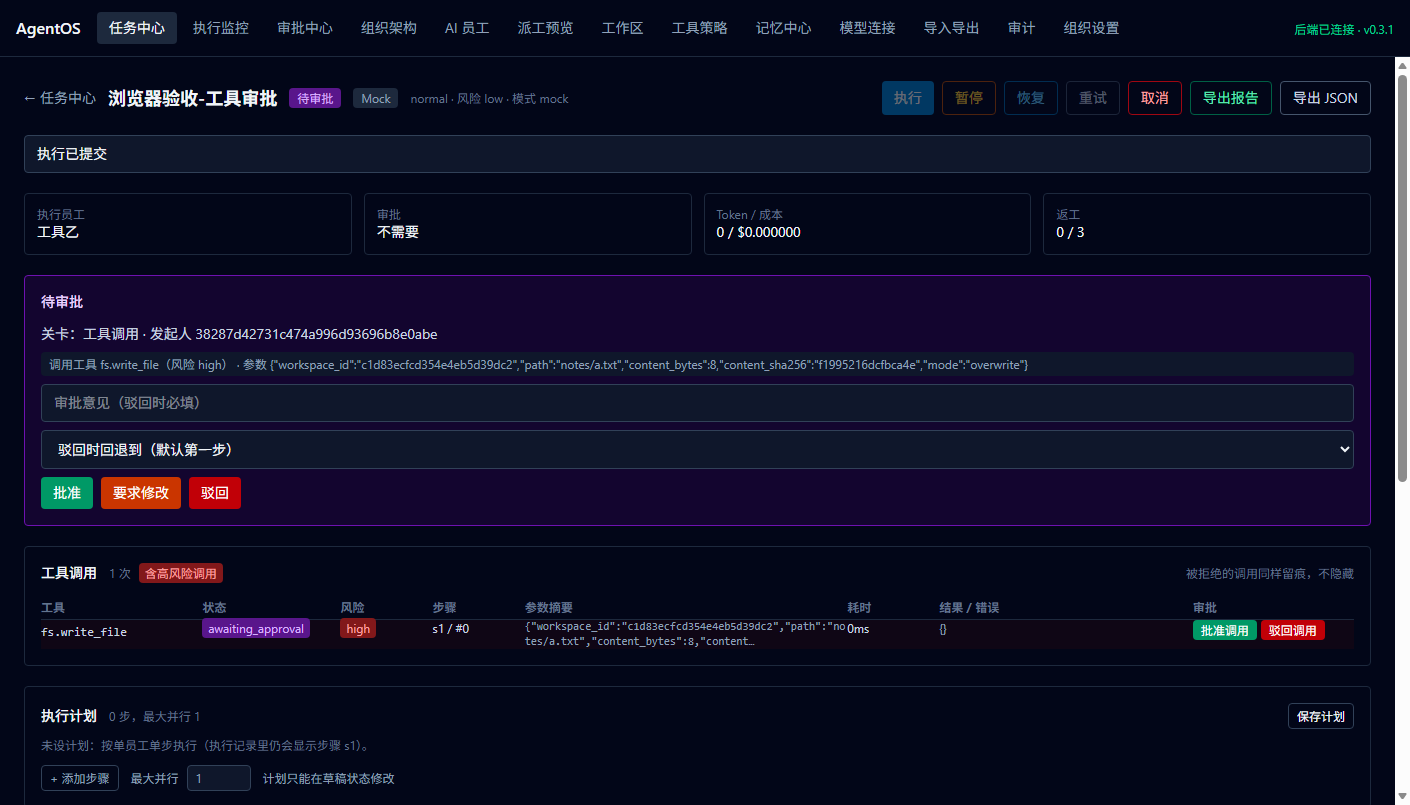 AgentOS 任务中心 执行监控 审批中心 组织架构 AI 员工 派工预览 工作区 工具策略 记忆中心 模型连接 导入导出 审计 组织设置 后端已连接 · v0.3.1
← 任务中心 浏览器验收-工具审批 待审批 Mock normal · 风险 low · 模式 mock 执行 暂停 恢复 重试 取消 导出报告 导出 JSON
执行已提交
执行员工 审批 Token / 成本 返工
工具乙 不需要 0 / $0.000000 0 / 3
待审批
关卡：工具调用 · 发起人 38287d42731c474a996d93696b8e0abe
调用工具 fs.write_file（风险 high） · 参数 {"workspace_id":"c1d83ecfcd354e4eb5d39dc2","path":"notes/a.txt","content_bytes":8,"content_sha256":"f1995216dcfbca4e","mode":"overwrite"}
审批意见（驳回时必填）
驳回时回退到（默认第一步）
批准 要求修改 驳回
工具调用 1 次 含高风险调用 被拒绝的调用同样留痕，不隐藏
工具 状态 风险 步骤 参数摘要 耗时 结果 / 错误 审批
fs.write_file awaiting_approval high s1 / #0 {"workspace_id":"c1d83ecfcd354e4eb5d39dc2","path":"no 0ms {} 批准调用 驳回调用
tes/a.txt","content_bytes":8,"content…
执行计划 0 步，最大并行 1 保存计划
未设计划：按单员工单步执行（执行记录里仍会显示步骤 s1）。
+ 添加步骤 最大并行 1 计划只能在草稿状态修改